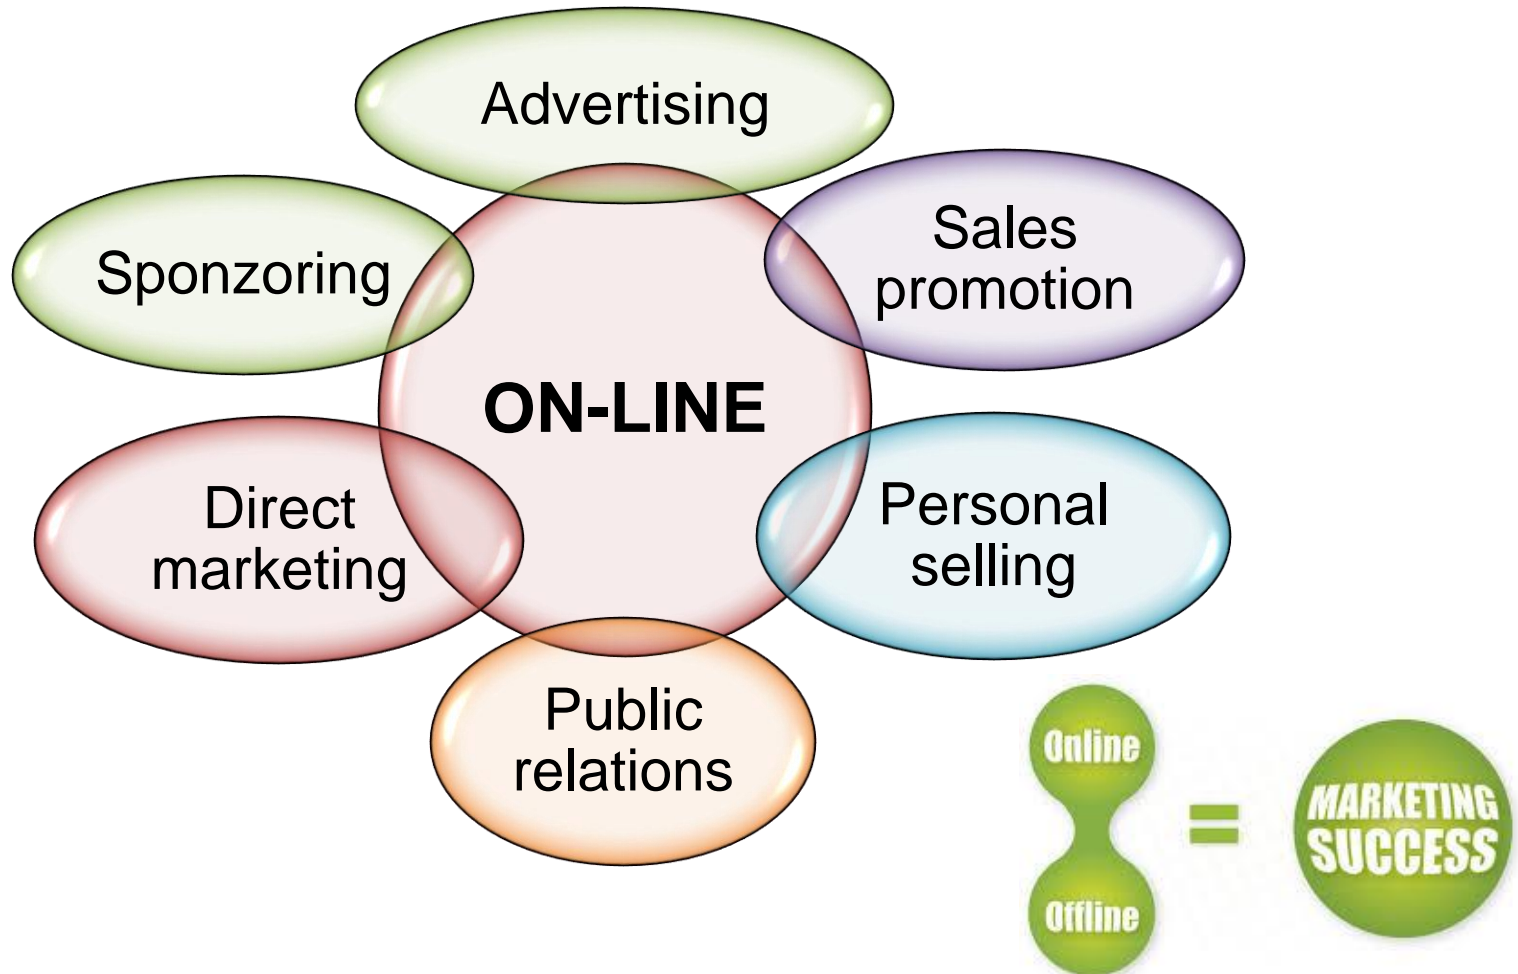 Advertising
Sales
promotion
Sponzoring
ON-LINE
Personal
selling
Direct
marketing
Public
relations
Online
=
MARKETING
SUCCESS
Offline